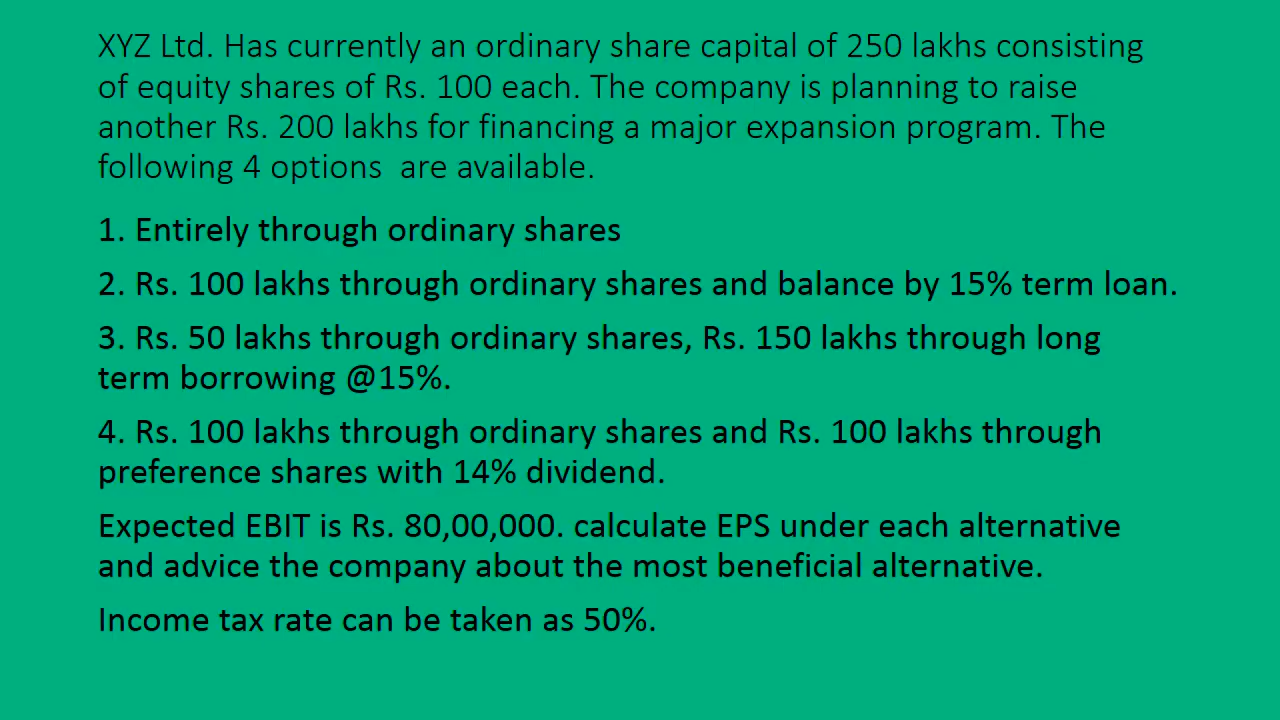 XYZ Ltd. Has currently an ordinary share capital of 250 lakhs consisting
of equity shares of Rs. 100 each. The company is planning to raise
another Rs. 200 lakhs for financing a major expansion program. The
following 4 options  are available.
1. Entirely through ordinary shares
2. Rs. 100 lakhs through ordinary shares and balance by 15% term loan.
3. Rs. 50 lakhs through ordinary shares, Rs. 150 lakhs through long
term borrowing @15%.
4. Rs. 100 lakhs through ordinary shares and Rs. 100 lakhs through
preference shares with 14% dividend.
Expected EBIT is Rs. 80,00,000. calculate EPS under each alternative
and advice the company about the most beneficial alternative.
Income tax rate can be taken as 50%.